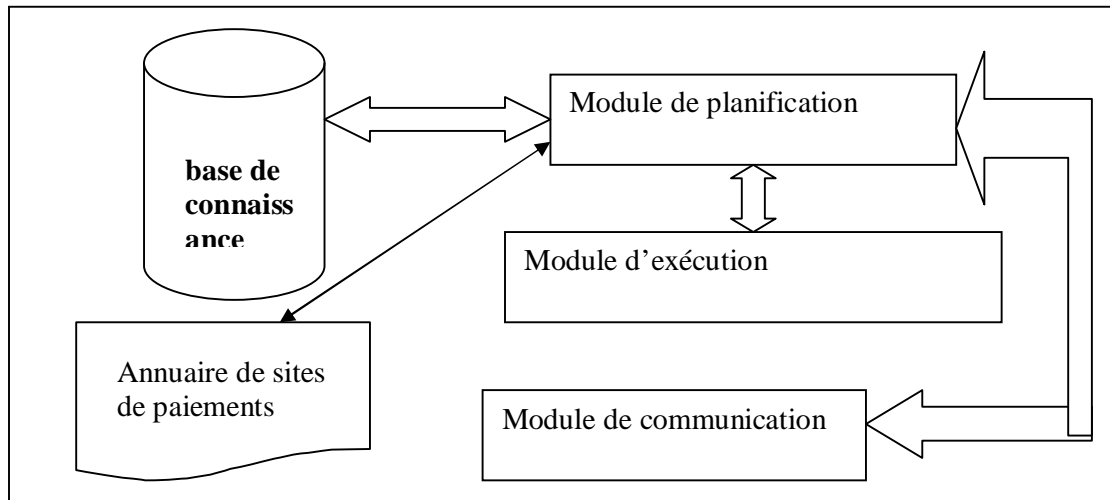 Module de planification
base de
connaiss
ance
Module d’exécution
Annuaire de sites
de paiements
Module de communication